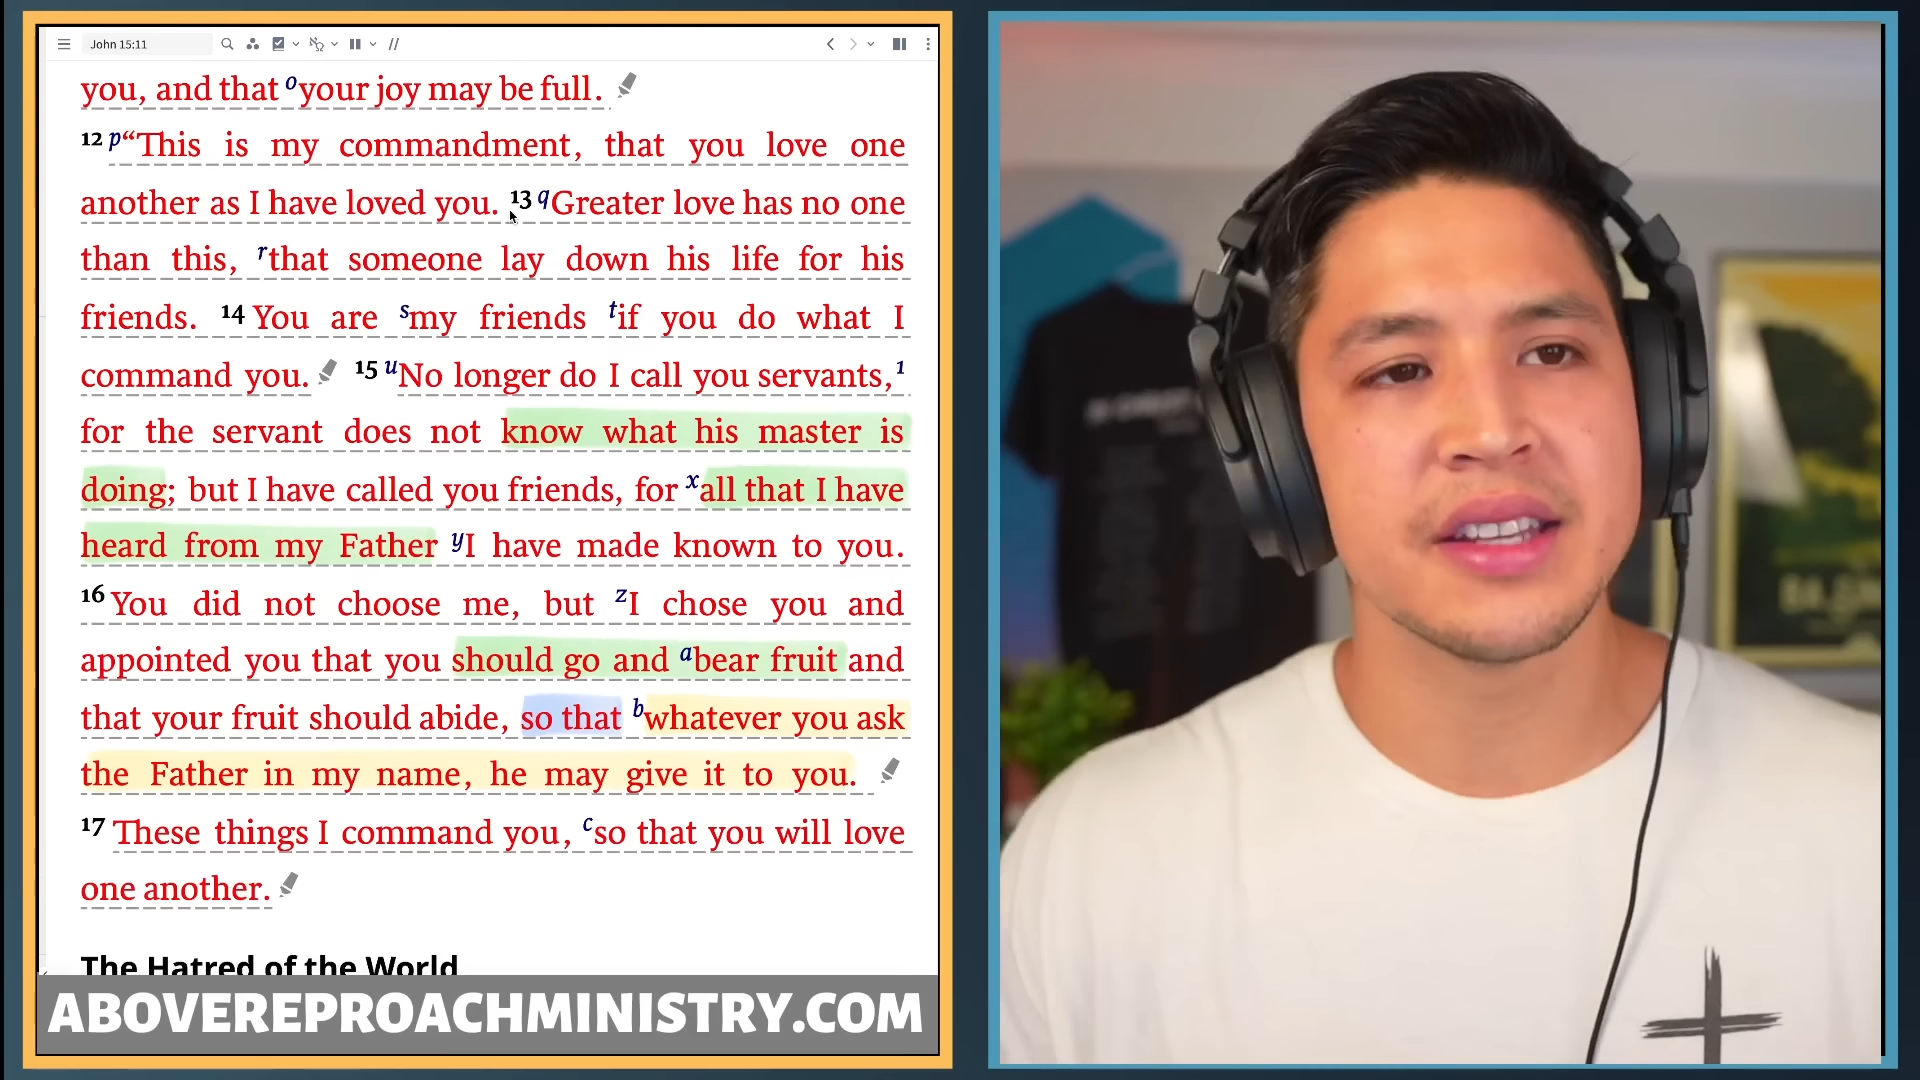 John 15:11
you, and that oyour joy may be full.
12 p“This is my commandment, that you love one
another as I have loved you. 13 qGreater love has no one
than this, rthat someone lay down his life for his
friends. 14 You are smy friends tif you do what I
command you. 15 uNo longer do I call you servants,1
for the servant does not know what his master is
doing; but I have called you friends, for xall that I have
heard from my Father yI have made known to you.
16 You did not choose me, but zI chose you and
appointed you that you should go and abear fruit and
that your fruit should abide, so that bwhatever you ask
the Father in my name, he may give it to you.
17 These things I command you, cso that you will love
one another.
The Hatred of the World
ABOVEREPROACHMINISTRY.COM